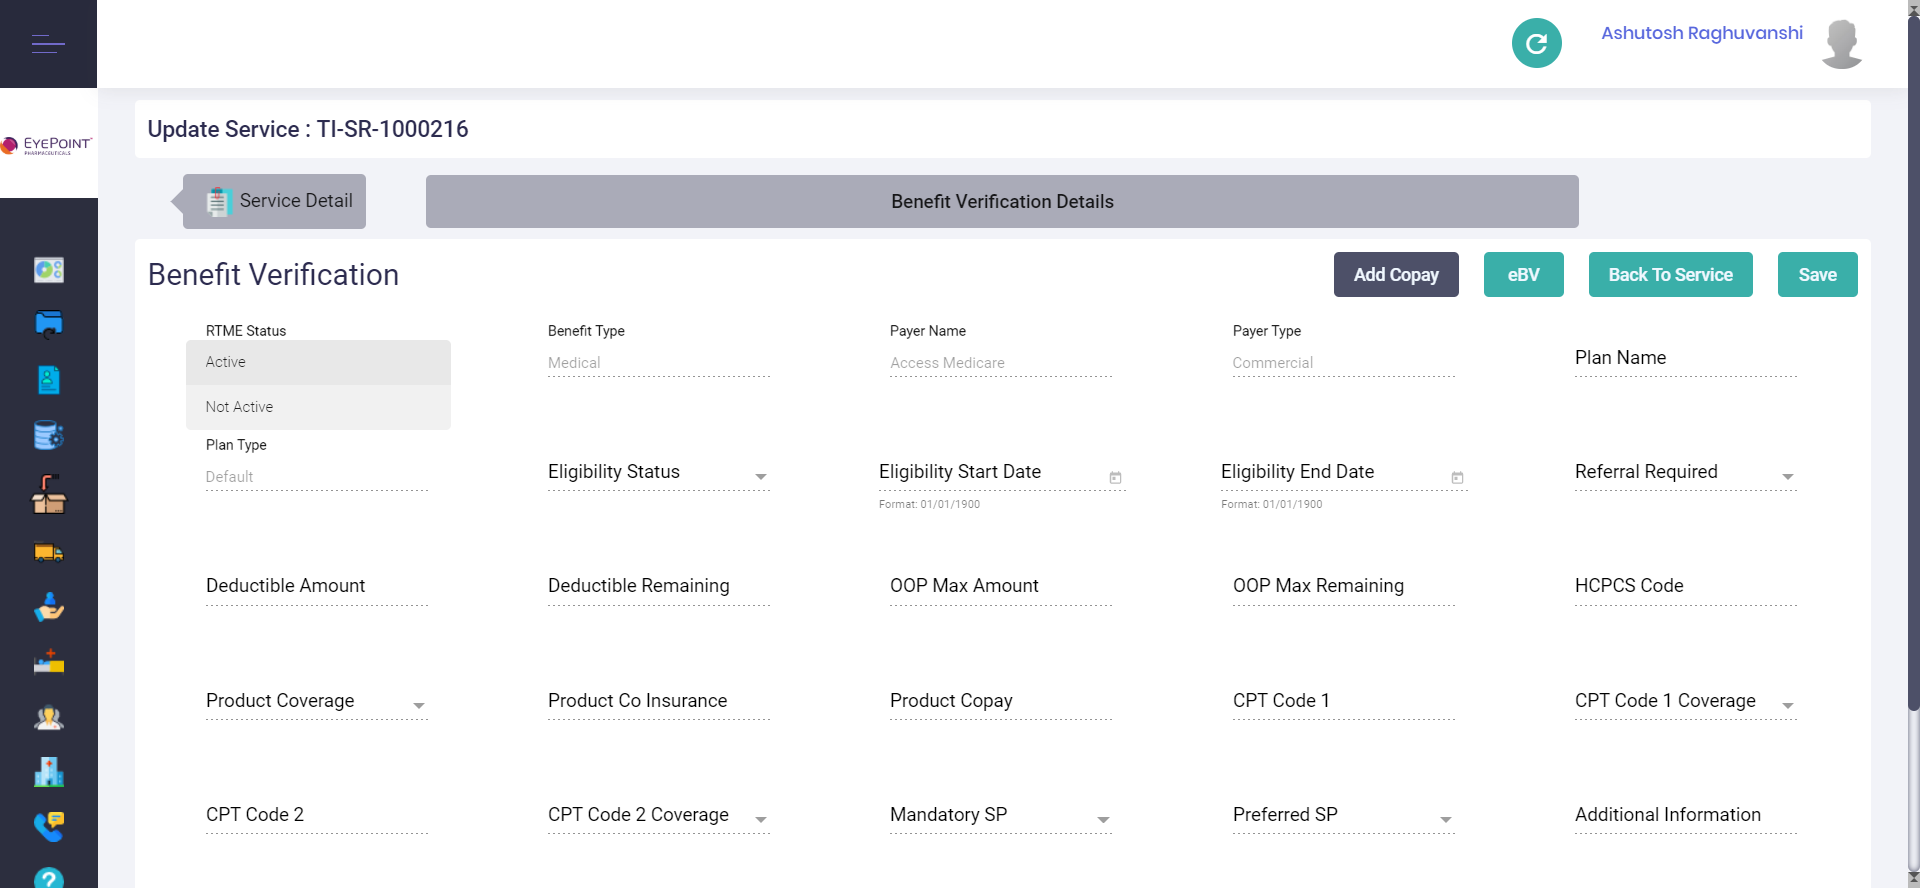 Ashutosh Raghuvanshi
EYEPOINT
PHARMACEUTICALS
Update Service : TI-SR-1000216
Service Detail
Benefit Verification Details
Benefit Verification
Add Copay
eBV
Back To Service
Save
RTME Status
Active
Not Active
Benefit Type
Medical
Payer Name
Access Medicare
Payer Type
Commercial
Plan Name
Plan Type
Default
Eligibility Status
Eligibility Start Date
Format: 01/01/1900
Eligibility End Date
Format: 01/01/1900
Referral Required
Deductible Amount
Deductible Remaining
OOP Max Amount
OOP Max Remaining
HCPCS Code
Product Coverage
Product Co Insurance
Product Copay
CPT Code 1
CPT Code 1 Coverage
CPT Code 2
CPT Code 2 Coverage
Mandatory SP
Preferred SP
Additional Information
?